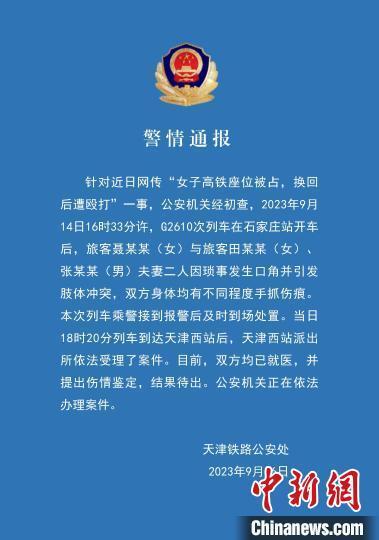 警情通报
针对近日网传“女子高铁座位被占，换回
后遭殴打”一事，公安机关经初查，2023年9月
14日16时33分许，G2610次列车在石家庄站开车
后，旅客聂某某（女）与旅客田某某（女）、
张某某（男）夫妻二人因琐事发生口角并引发
肢体冲突，双方身体均有不同程度手抓伤痕。
本次列车乘警接到报警后及时到场处置。当日
18时20分列车到达天津西站后，天津西站派出
所依法受理了案件。目前，双方均已就医，并
提出伤情鉴定，结果待出。公安机关正在依法
办理案件。
天津铁路公安处
2023年9月 日
中新网
Chinanews.com